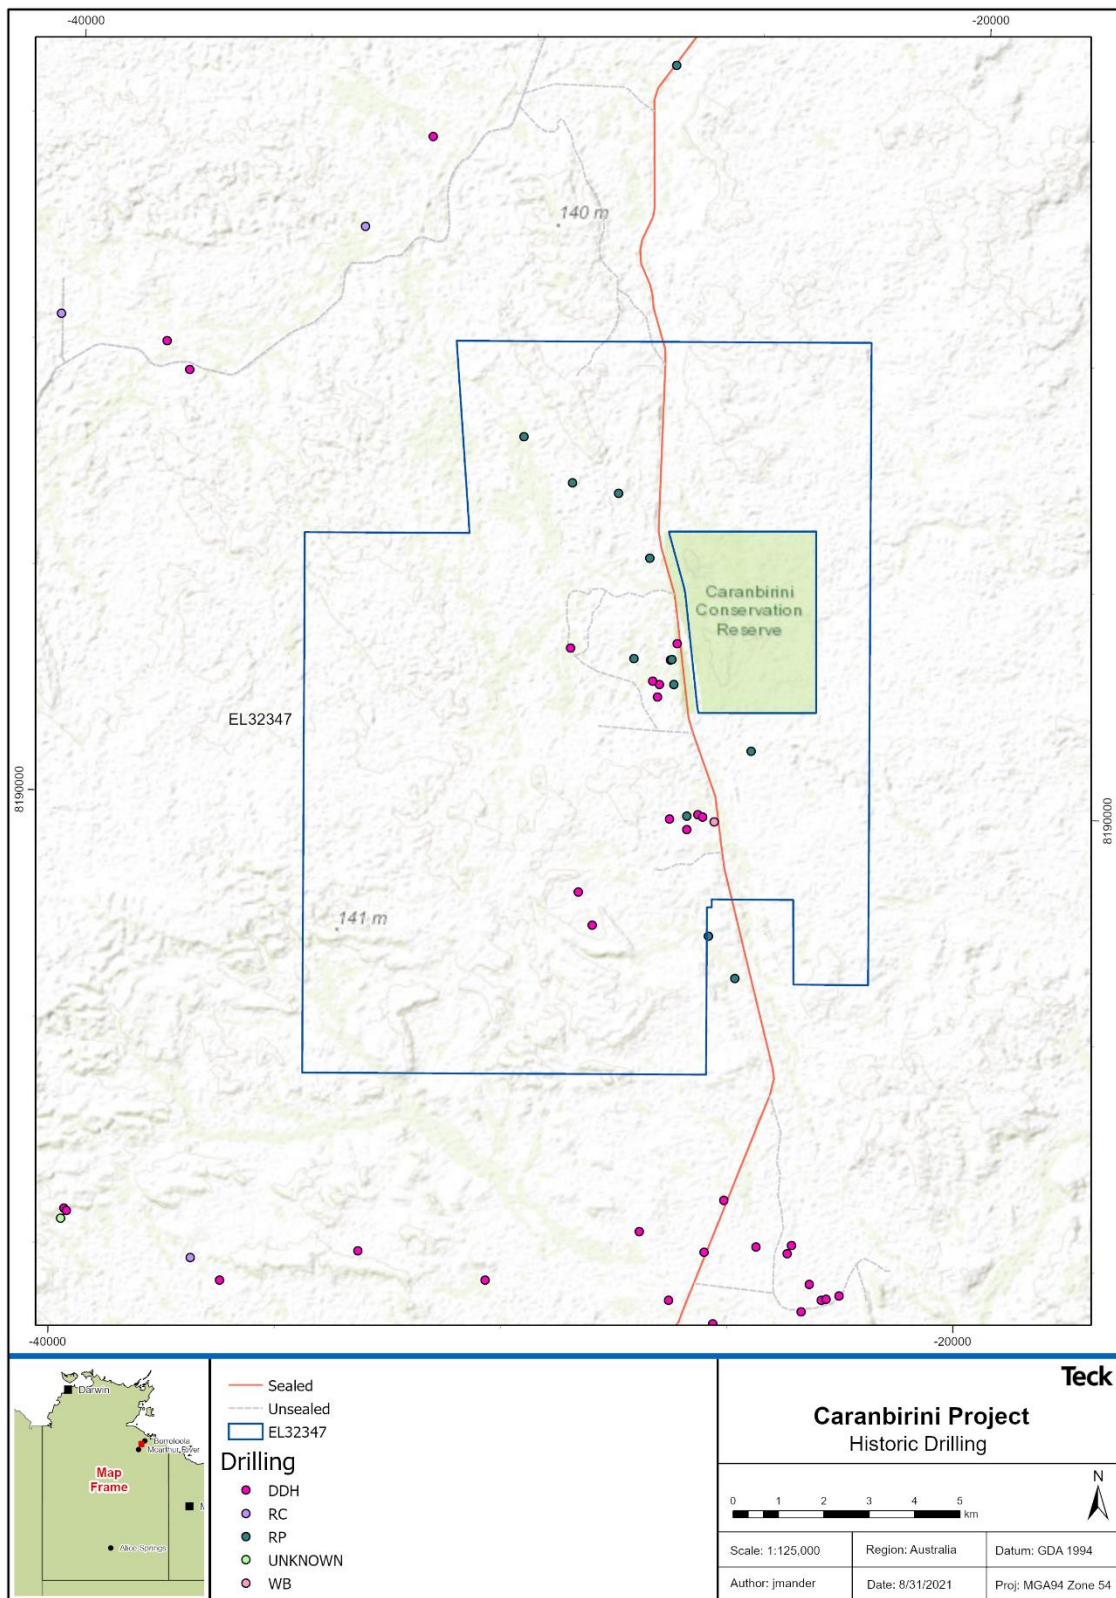 -40000
-20000
140 m
Caranbirini
Conservation
Reserve
EL32347
8190000
8190000
141 m
-40000
-20000
Darwin
Borroloola
McArthur River
Map
Frame
Alice Springs
Sealed
Unsealed
EL32347
Drilling
DDH
RC
RP
UNKNOWN
WB
Teck
Caranbirini Project
Historic Drilling
N
0 1 2 3 4 5
km
Scale: 1:125,000
Region: Australia
Datum: GDA 1994
Author: jmander
Date: 8/31/2021
Proj: MGA94 Zone 54